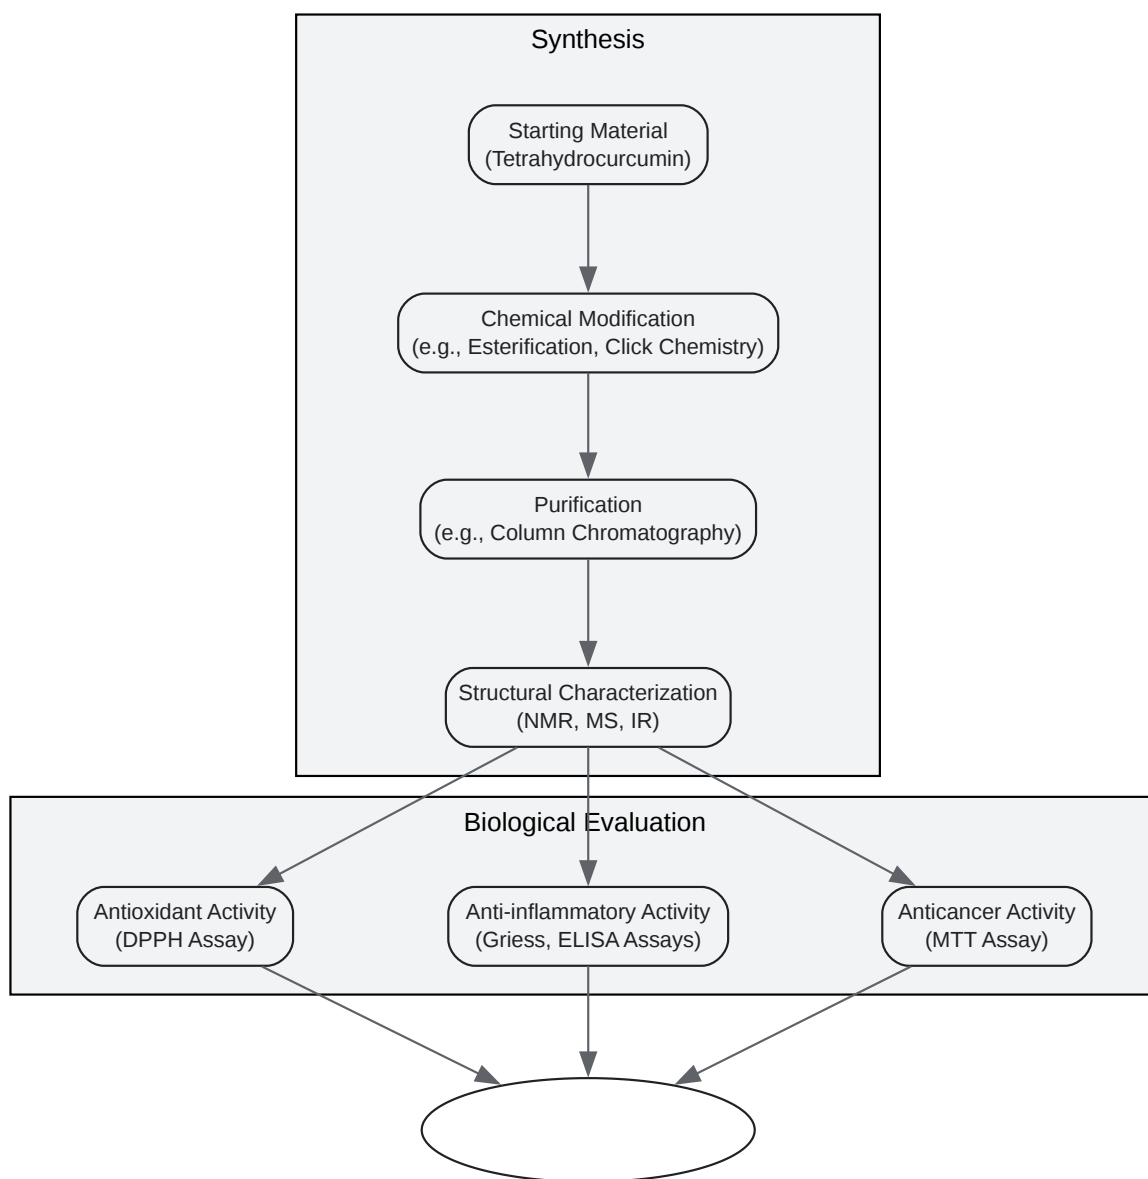 Synthesis
Starting Material
(Tetrahydrocurcumin)
Chemical Modification
(e.g., Esterification, Click Chemistry)
Purification
(e.g., Column Chromatography)
Structural Characterization
(NMR, MS, IR)
Biological Evaluation
Antioxidant Activity
(DPPH Assay)
Anti-inflammatory Activity
(Griess, ELISA Assays)
Anticancer Activity
(MTT Assay)